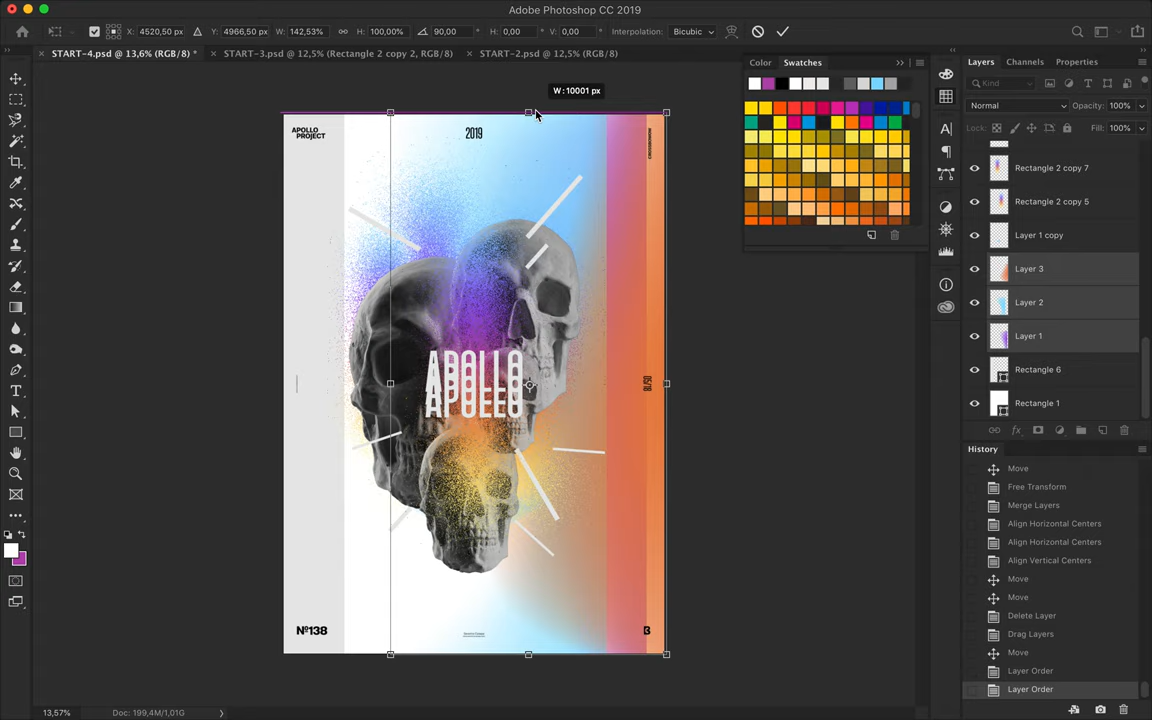 Adobe Photoshop CC 2019
X: 4520,50 px Y: 4966,50 px W: 142,53% H: 100,00% 90,00 H: 0,00 V: 0,00 Interpolation: Bicubic
START-4.psd @ 13,6% (RGB/8) * START-3.psd @ 12,5% (Rectangle 2 copy 2, RGB/8) START-2.psd @ 12,5% (RGB/8)
Color Swatches
Layers Channels Properties
Kind
Normal Opacity: 100%
Lock: Fill: 100%
W: 10001 px
APOLLO
PROJECT
2019
APOLLO
APOLLO
Nº138
B
Rectangle 2 copy 7
Rectangle 2 copy 5
Layer 1 copy
Layer 3
Layer 2
Layer 1
Rectangle 6
Rectangle 1
History
Move
Free Transform
Merge Layers
Align Horizontal Centers
Align Horizontal Centers
Align Vertical Centers
Move
Move
Delete Layer
Drag Layers
Move
Layer Order
Layer Order
13,57% Doc: 199,4M/1,01G